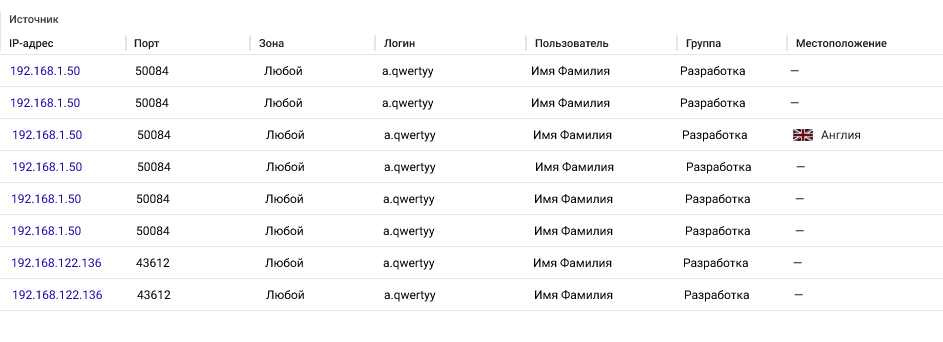 Источник
IP-адрес Порт Зона Логин Пользователь Группа Местоположение
192.168.1.50 50084 Любой a.qwertyy Имя Фамилия Разработка —
192.168.1.50 50084 Любой a.qwertyy Имя Фамилия Разработка —
192.168.1.50 50084 Любой a.qwertyy Имя Фамилия Разработка Англия
192.168.1.50 50084 Любой a.qwertyy Имя Фамилия Разработка —
192.168.1.50 50084 Любой a.qwertyy Имя Фамилия Разработка —
192.168.1.50 50084 Любой a.qwertyy Имя Фамилия Разработка —
192.168.122.136 43612 Любой a.qwertyy Имя Фамилия Разработка —
192.168.122.136 43612 Любой a.qwertyy Имя Фамилия Разработка —